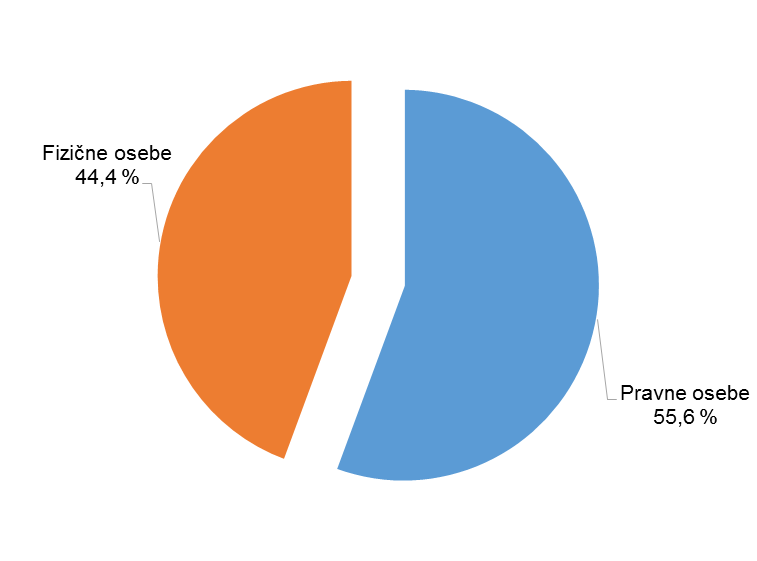 Fizične osebe
44,4 %
Pravne osebe
55,6 %